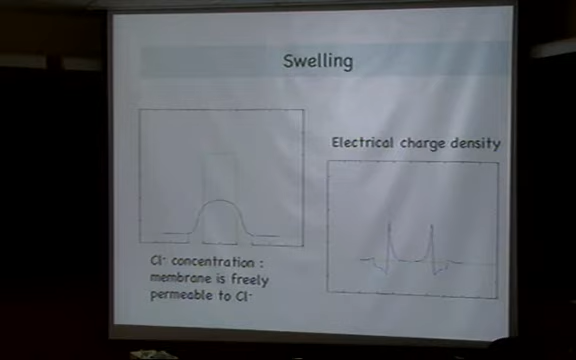 Swelling
Electrical charge density
Cl⁻ concentration :
membrane is freely
permeable to Cl⁻